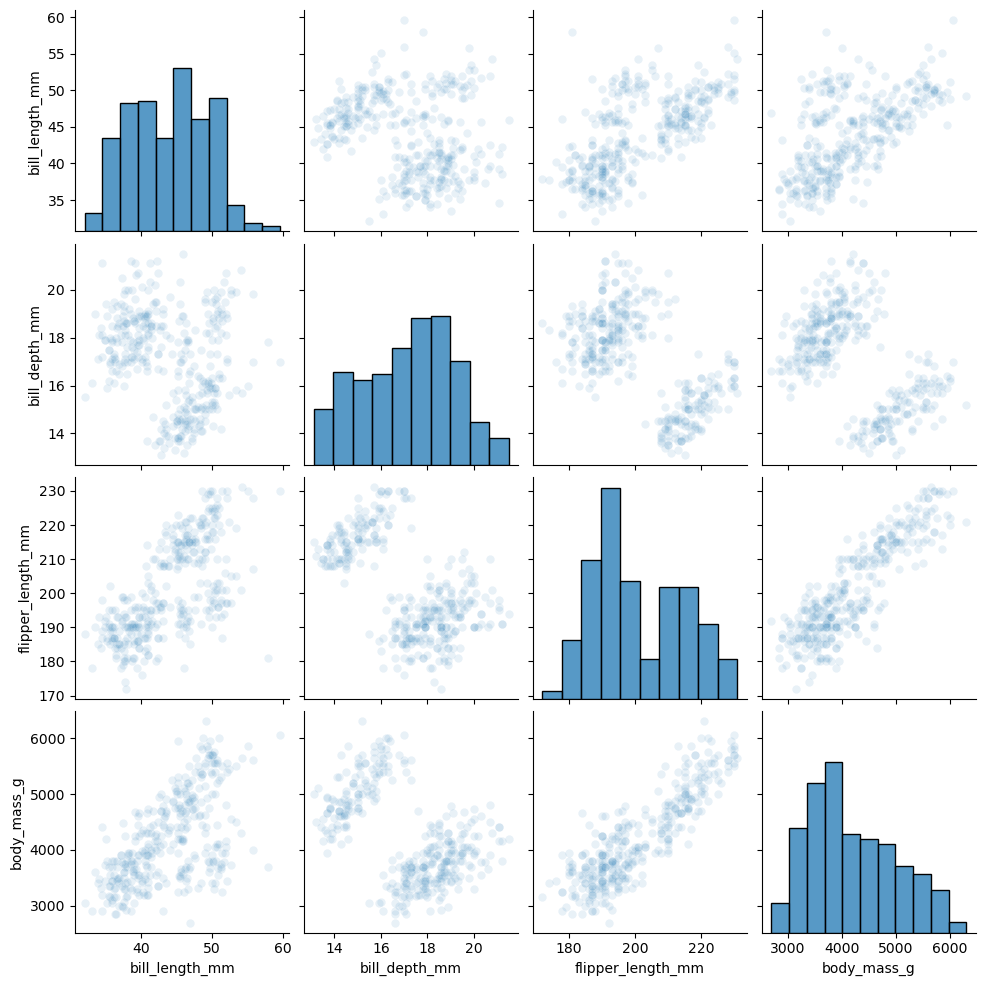 60
55
50
45
40
35
bill_length_mm
20
18
16
14
bill_depth_mm
230
220
210
200
190
180
170
flipper_length_mm
6000
5000
4000
3000
body_mass_g
40 50 60
14 16 18 20
180 200 220
3000 4000 5000 6000
bill_length_mm
bill_depth_mm
flipper_length_mm
body_mass_g